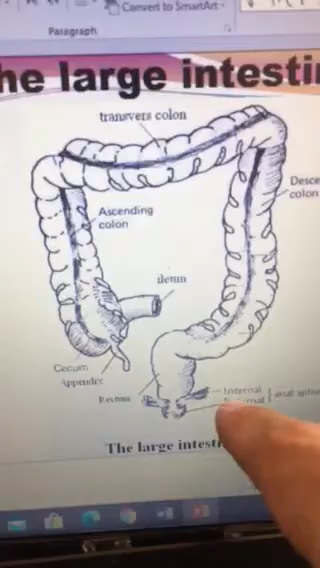 Convert to SmartArt
Paragraph
he large intesti
transvers colon
Desce
colon
Ascending
colon
ileum
Cecum
Appendix
Rectum
Internal
anal sphin
The large intesti